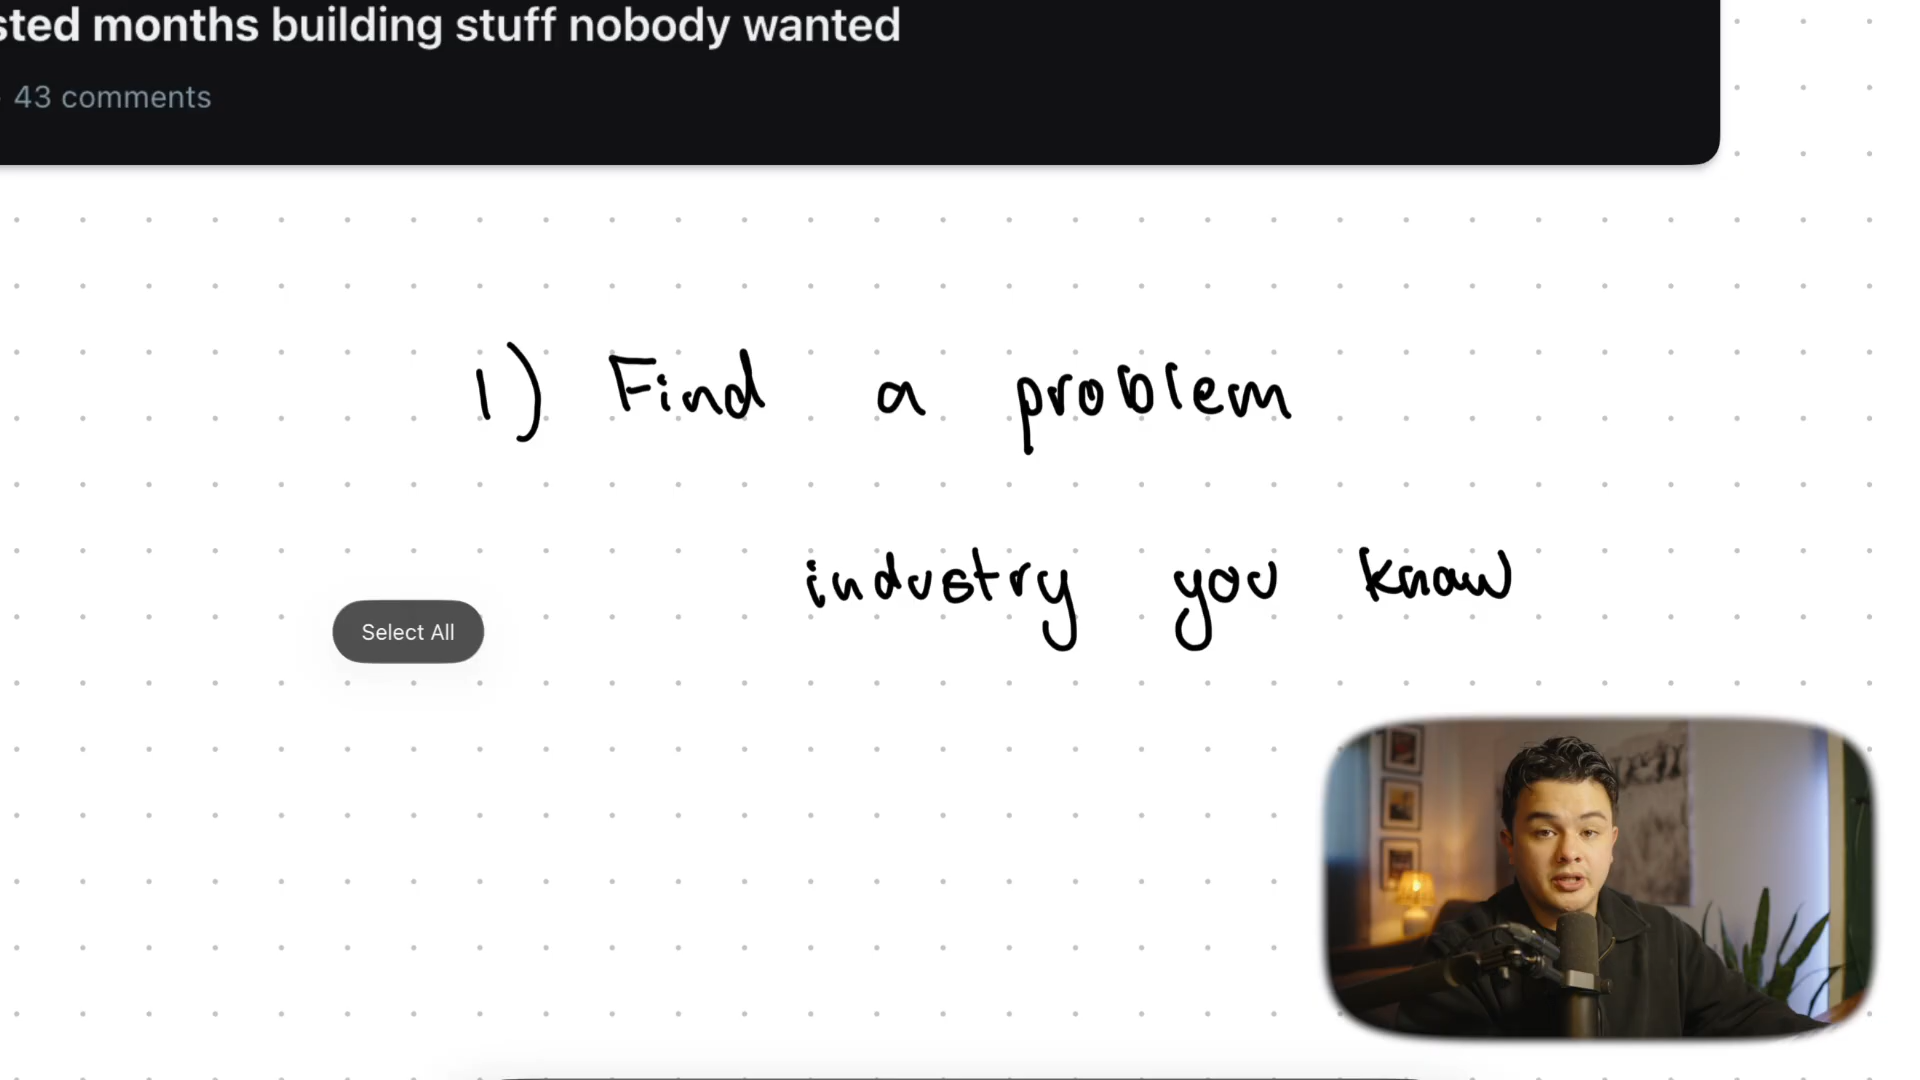 sted months building stuff nobody wanted
43 comments
1) Find a problem
industry you know
Select All